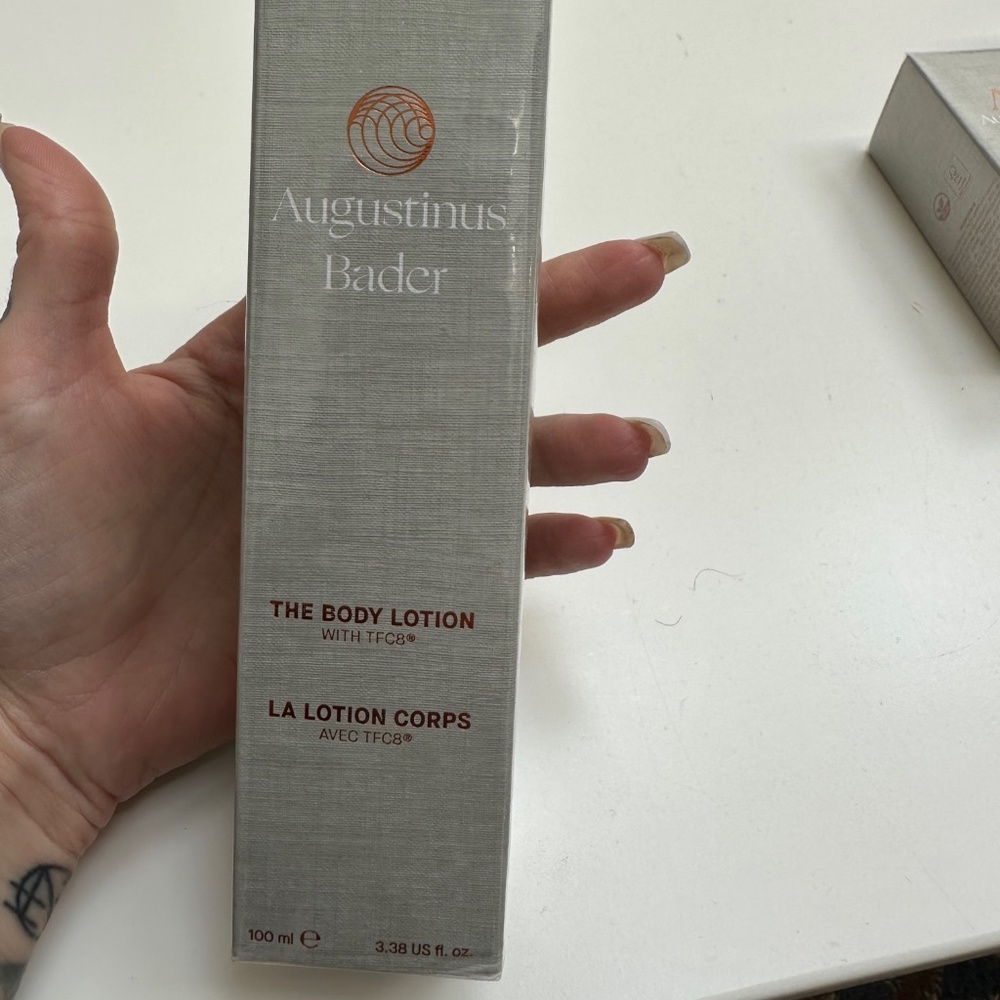 Augustinus
Bader
THE BODY LOTION
WITH TFC8®
LA LOTION CORPS
AVEC TFC8®
100 ml ℮
3.38 US fl. oz.